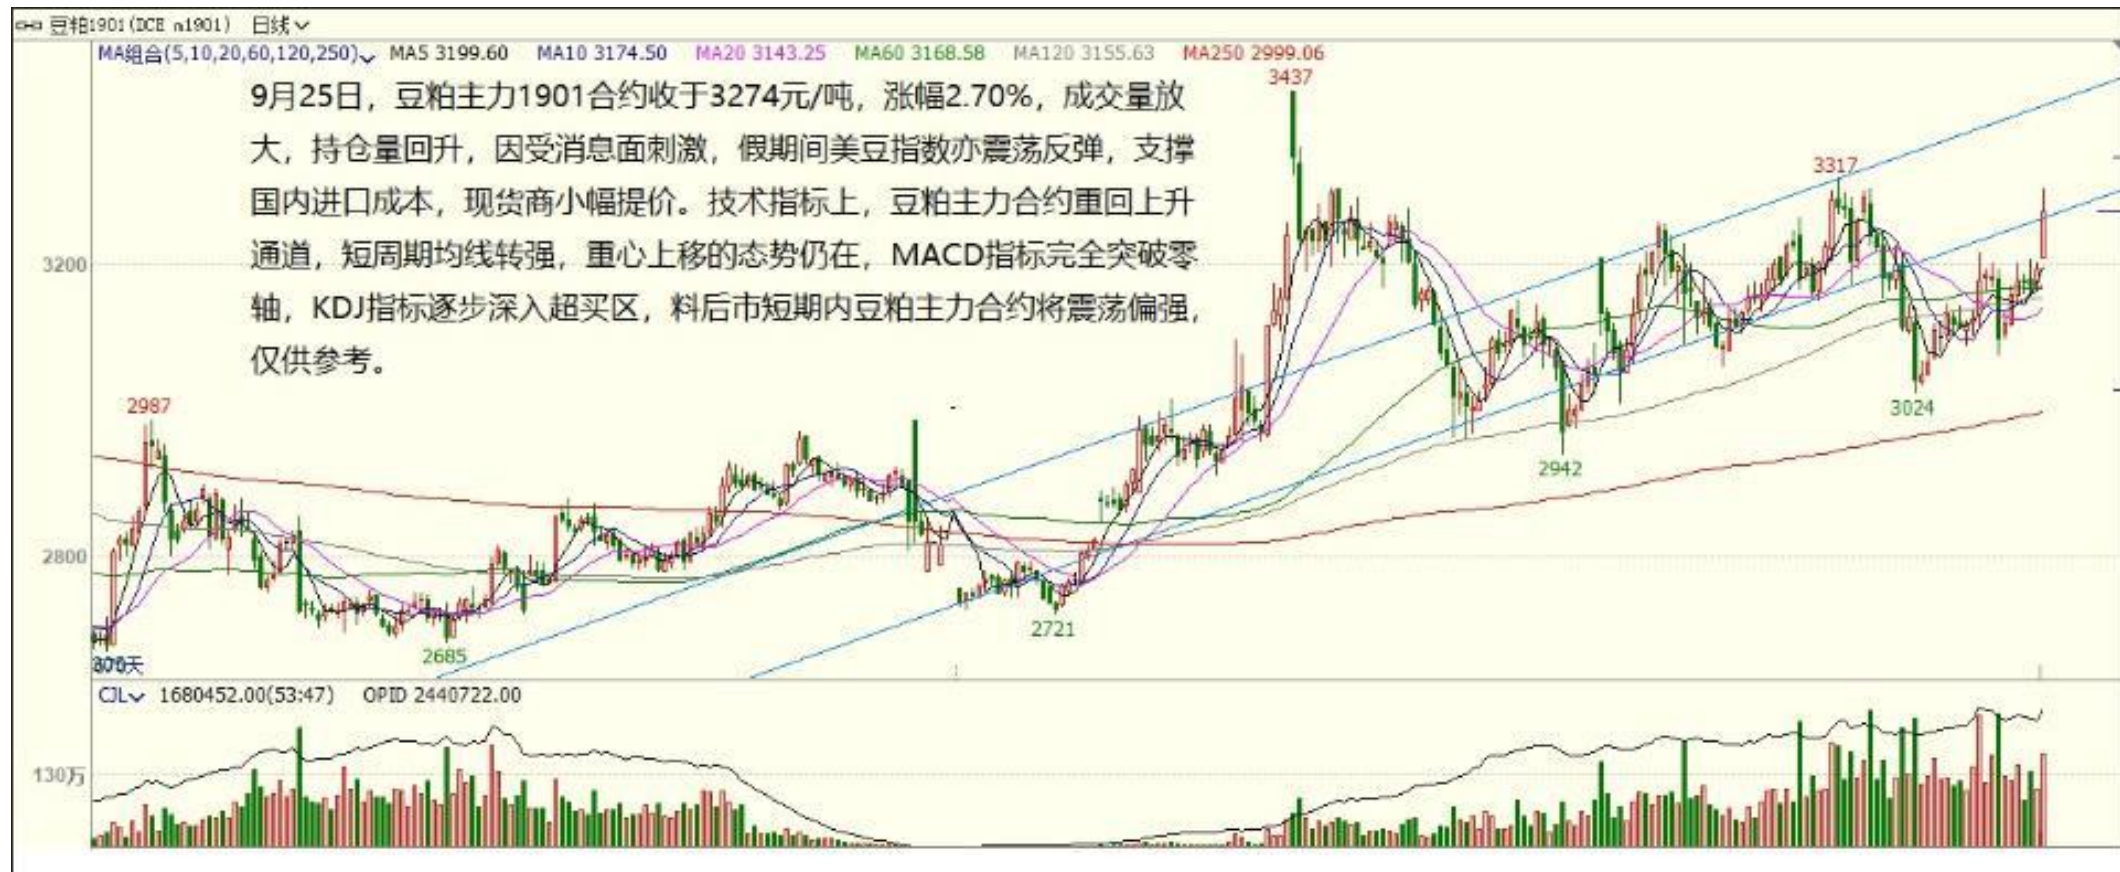 豆粕1901(DCE m1901) 日线
MA组合(5,10,20,60,120,250) MA5 3199.60 MA10 3174.50 MA20 3143.25 MA60 3168.58 MA120 3155.63 MA250 2999.06
3437
9月25日，豆粕主力1901合约收于3274元/吨，涨幅2.70%，成交量放
大，持仓量回升，因受消息面刺激，假期间美豆指数亦震荡反弹，支撑
国内进口成本，现货商小幅提价。技术指标上，豆粕主力合约重回上升
通道，短周期均线转强，重心上移的态势仍在，MACD指标完全突破零
轴，KDJ指标逐步深入超买区，料后市短期内豆粕主力合约将震荡偏强，
仅供参考。
3317
3200
2987
3024
2942
2800
2721
2685
CJL 1680452.00(53:47) OPID 2440722.00
130万